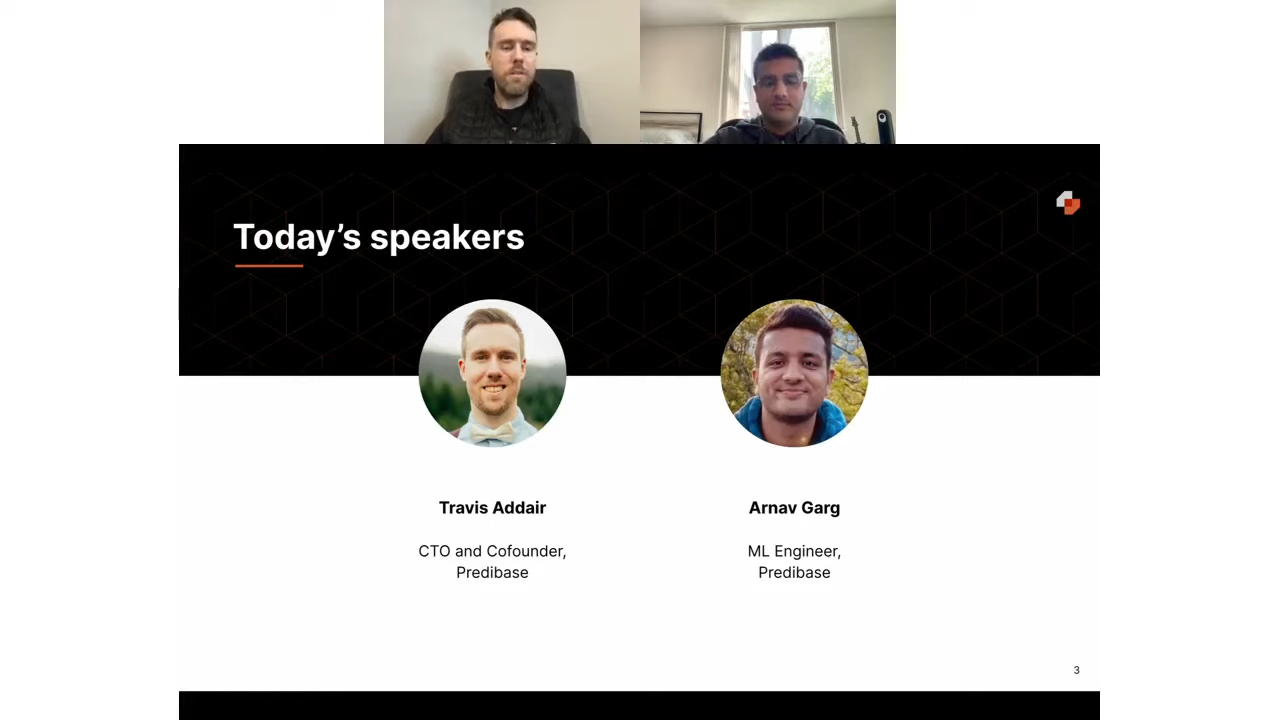 Today’s speakers
Travis Addair
CTO and Cofounder,
Predibase
Arnav Garg
ML Engineer,
Predibase
3